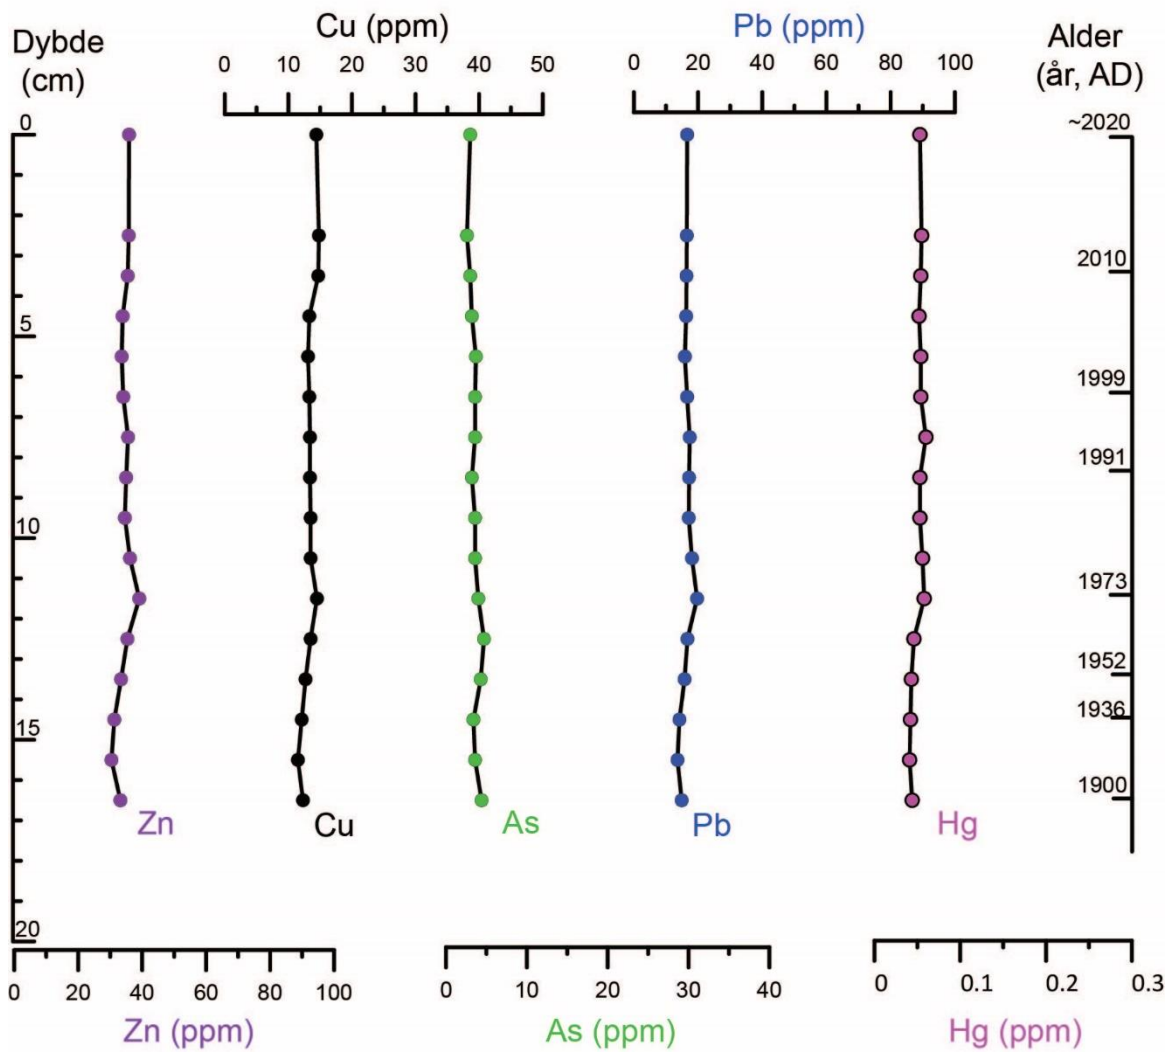 Cu (ppm)
Pb (ppm)
Dybde
(cm)
Alder
(år, AD)
0 10 20 30 40 50
0 20 40 60 80 100
0
~2020
2010
5
1999
1991
10
1973
1952
1936
15
1900
Zn
Cu
As
Pb
Hg
20
0 20 40 60 80 100
0 10 20 30 40
0 0.1 0.2 0.3
Zn (ppm)
As (ppm)
Hg (ppm)